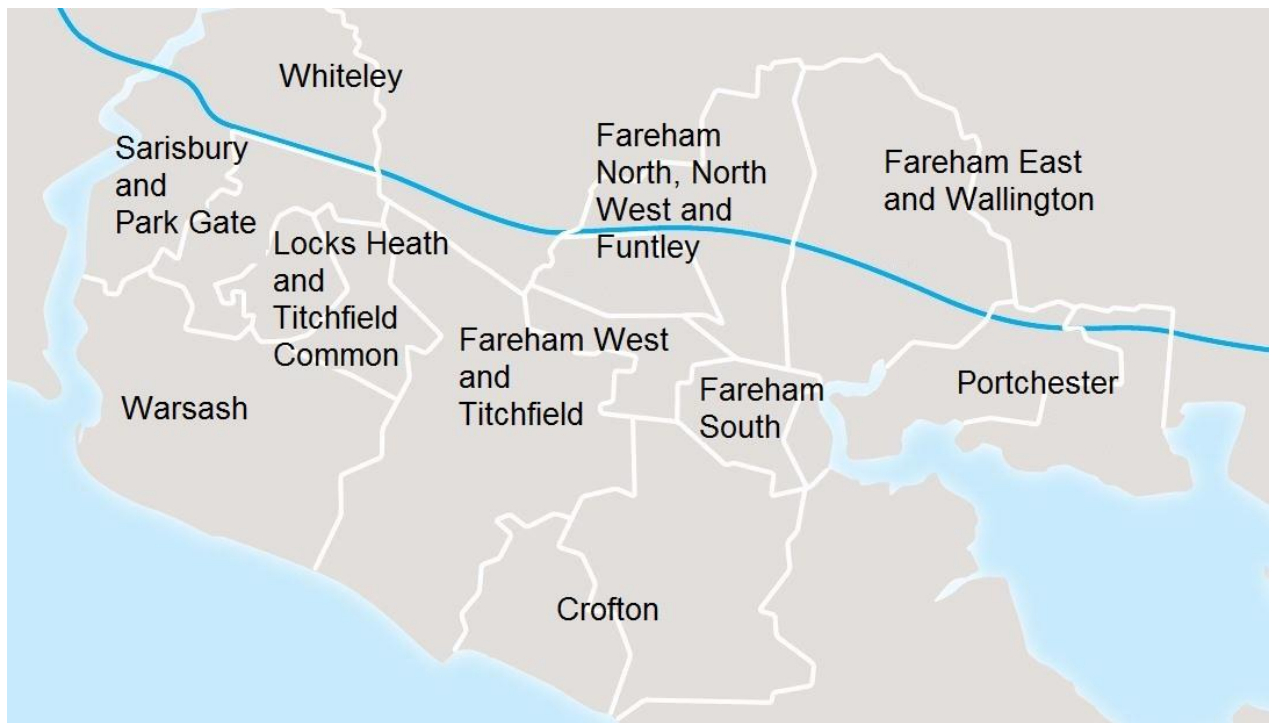 Whiteley
Sarisbury
and
Park Gate
Locks Heath
and
Titchfield
Common
Warsash
Fareham
North, North
West and
Funtley
Fareham East
and Wallington
Fareham West
and
Titchfield
Fareham
South
Portchester
Crofton